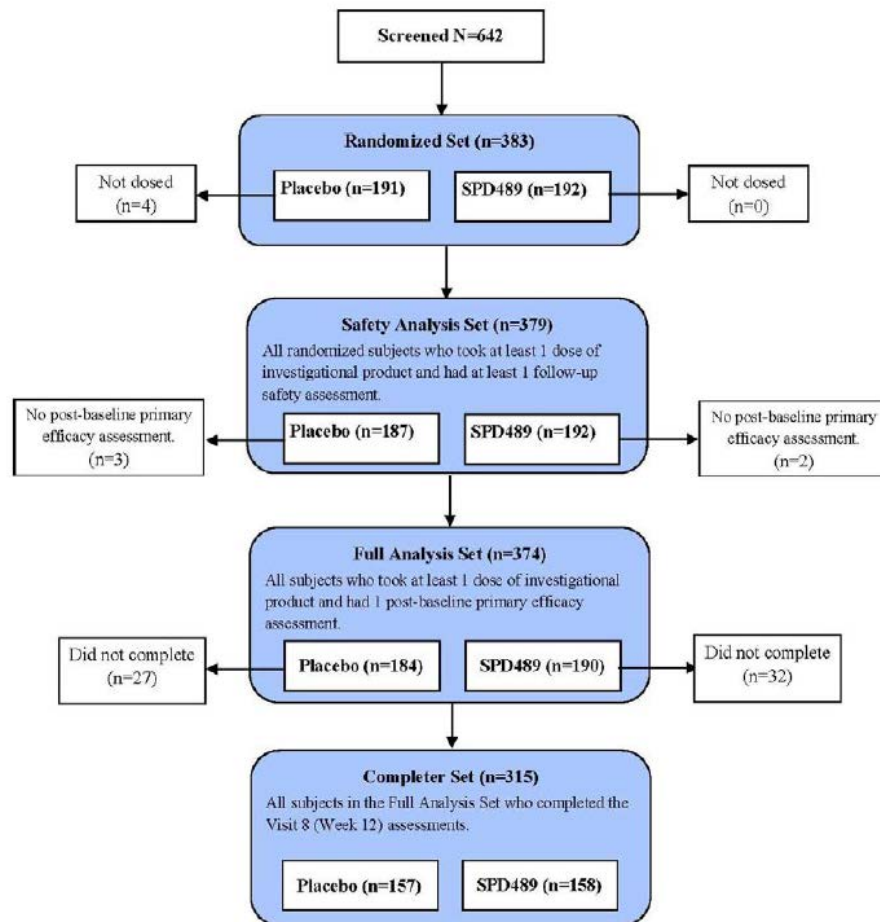 Screened N=642
Randomized Set (n=383)
Not dosed
(n=4)
Placebo (n=191)
SPD489 (n=192)
Not dosed
(n=0)
Safety Analysis Set (n=379)
All randomized subjects who took at least 1 dose of
investigational product and had at least 1 follow-up
safety assessment.
No post-baseline primary
efficacy assessment.
(n=3)
Placebo (n=187)
SPD489 (n=192)
No post-baseline primary
efficacy assessment.
(n=2)
Full Analysis Set (n=374)
All subjects who took at least 1 dose of investigational
product and had 1 post-baseline primary efficacy
assessment.
Did not complete
(n=27)
Placebo (n=184)
SPD489 (n=190)
Did not complete
(n=32)
Completer Set (n=315)
All subjects in the Full Analysis Set who completed the
Visit 8 (Week 12) assessments.
Placebo (n=157)
SPD489 (n=158)